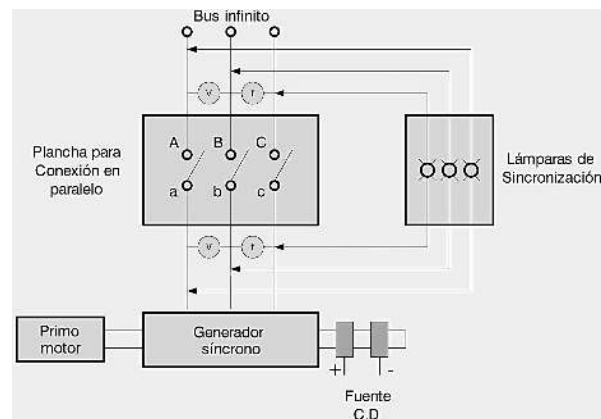 Bus infinito
V
f
A
B
C
Plancha para
Conexión en
paralelo
a
b
c
Lámparas de
Sincronización
V
f
Primo
motor
Generador
síncrono
+
-
Fuente
C.D